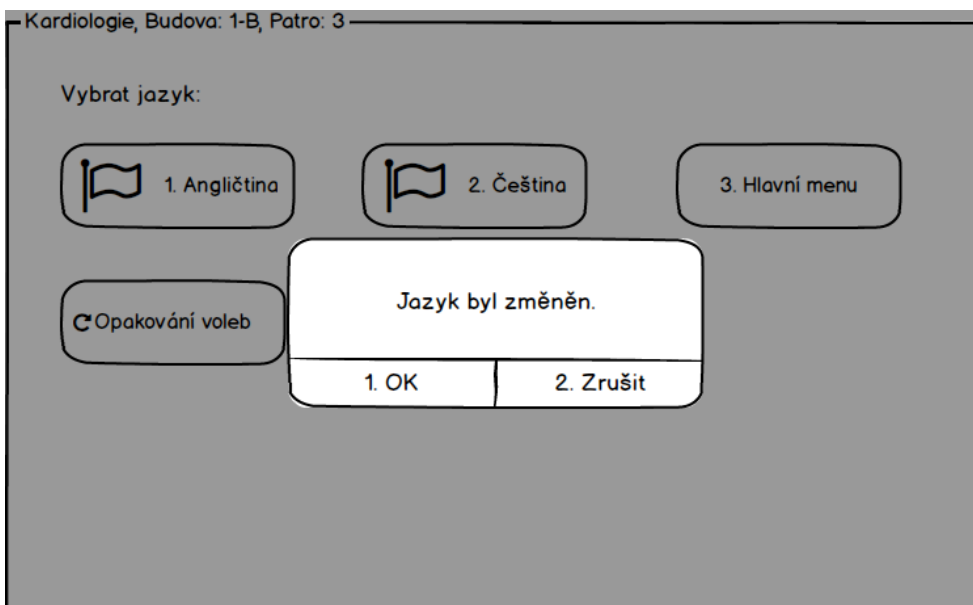 Kardiologie, Budova: 1-B, Patro: 3
Vybrat jazyk:
1. Angličtina
2. Čeština
3. Hlavní menu
Opakování voleb
Jazyk byl změněn.
1. OK
2. Zrušit